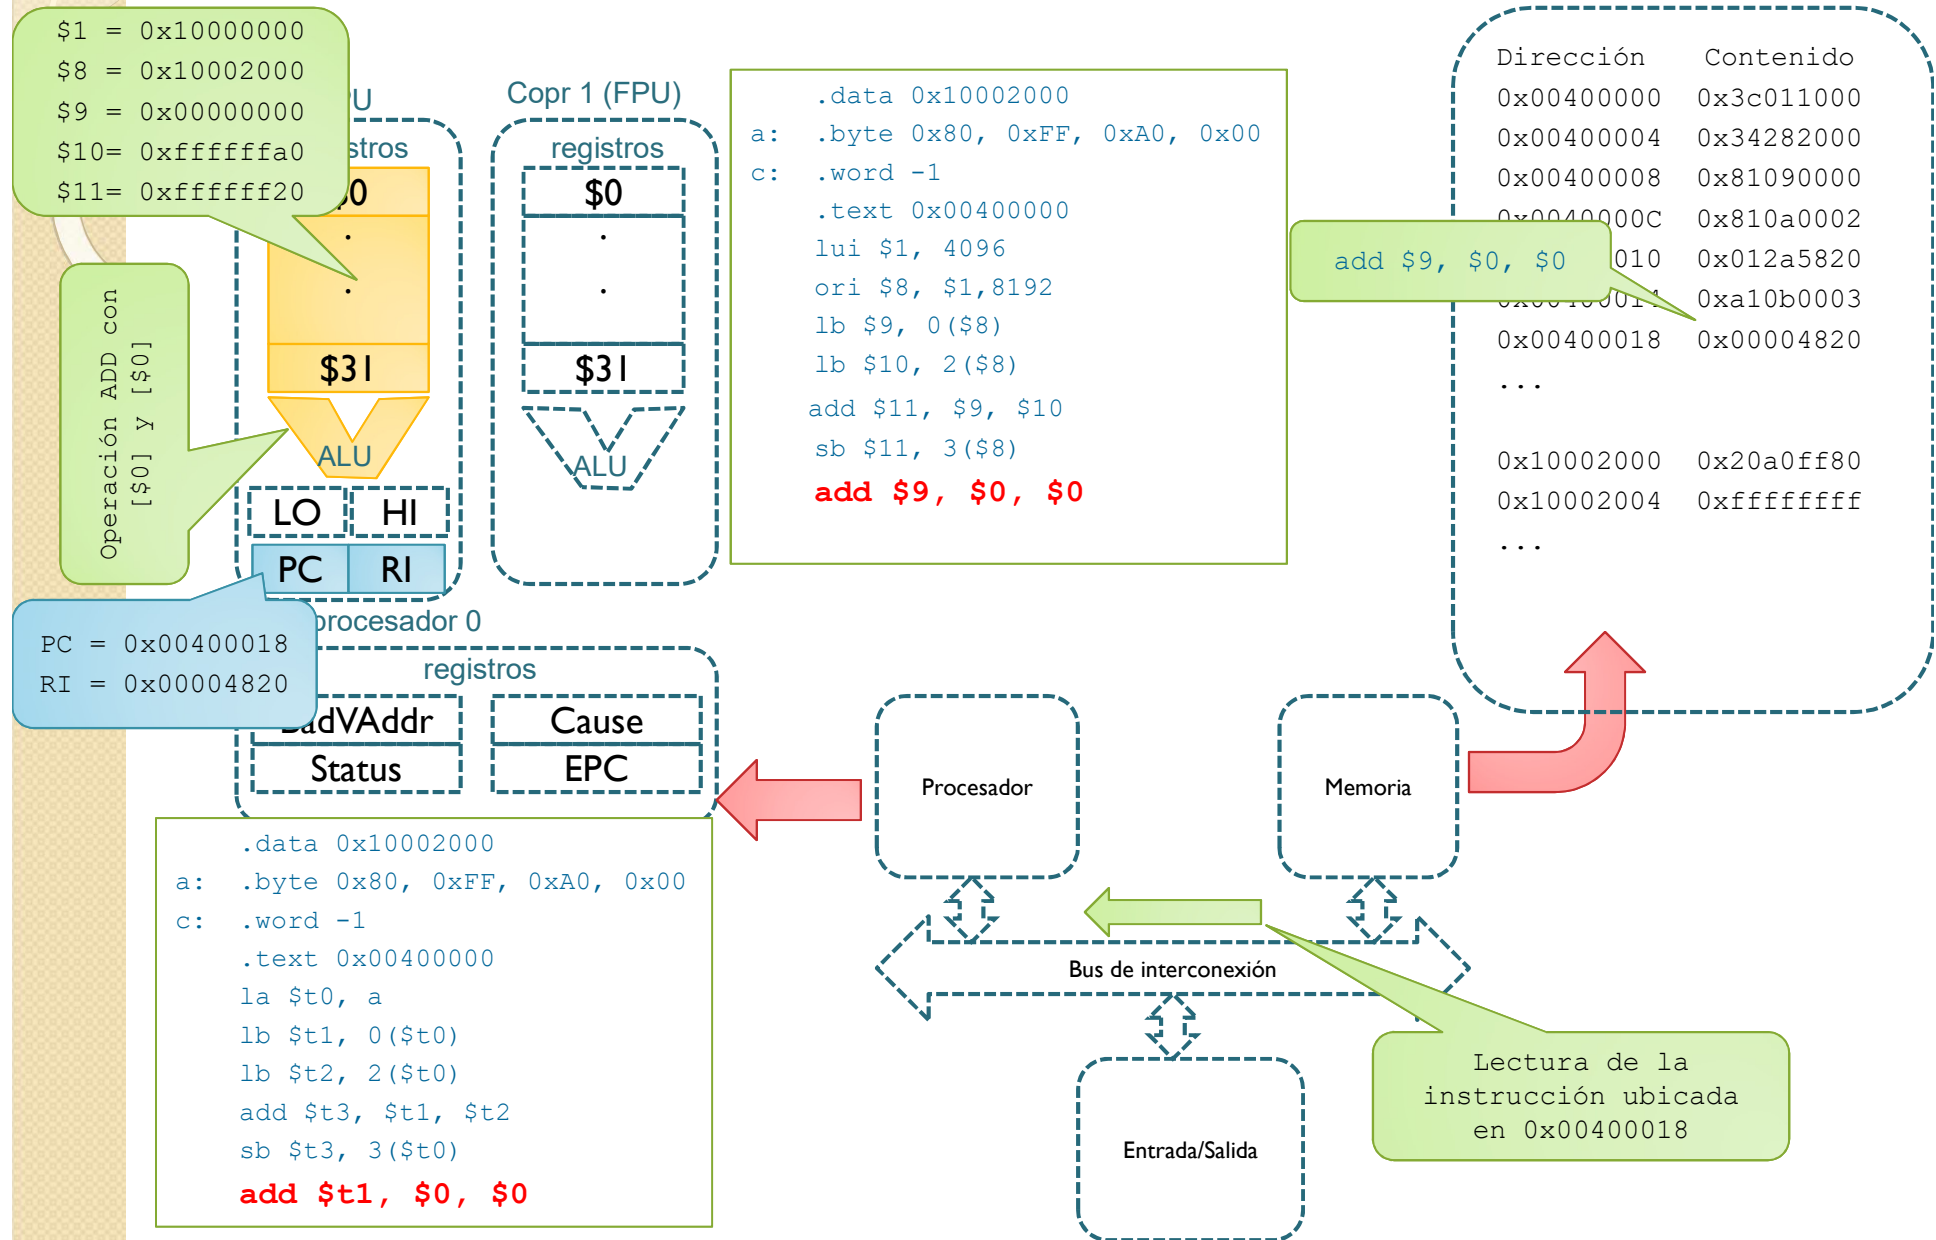 $1 = 0x10000000
$8 = 0x10002000
$9 = 0x00000000
$10= 0xffffffa0
$11= 0xffffff20
registros
$0
.
.
$31
ALU
LO HI
PC RI
Operación ADD con
[$0] y [$0]
PC = 0x00400018
RI = 0x00004820
Copr 1 (FPU)
registros
$0
.
.
$31
ALU
.data 0x10002000
a: .byte 0x80, 0xFF, 0xA0, 0x00
c: .word -1
.text 0x00400000
lui $1, 4096
ori $8, $1,8192
lb $9, 0($8)
lb $10, 2($8)
add $11, $9, $10
sb $11, 3($8)
add $9, $0, $0
add $9, $0, $0
Dirección Contenido
0x00400000 0x3c011000
0x00400004 0x34282000
0x00400008 0x81090000
0x0040000C 0x810a0002
010 0x012a5820
0x00400014 0xa10b0003
0x00400018 0x00004820
...
0x10002000 0x20a0ff80
0x10002004 0xffffffff
...
procesador 0
registros
BadVAddr Cause
Status EPC
.data 0x10002000
a: .byte 0x80, 0xFF, 0xA0, 0x00
c: .word -1
.text 0x00400000
la $t0, a
lb $t1, 0($t0)
lb $t2, 2($t0)
add $t3, $t1, $t2
sb $t3, 3($t0)
add $t1, $0, $0
Procesador
Memoria
Bus de interconexión
Entrada/Salida
Lectura de la
instrucción ubicada
en 0x00400018